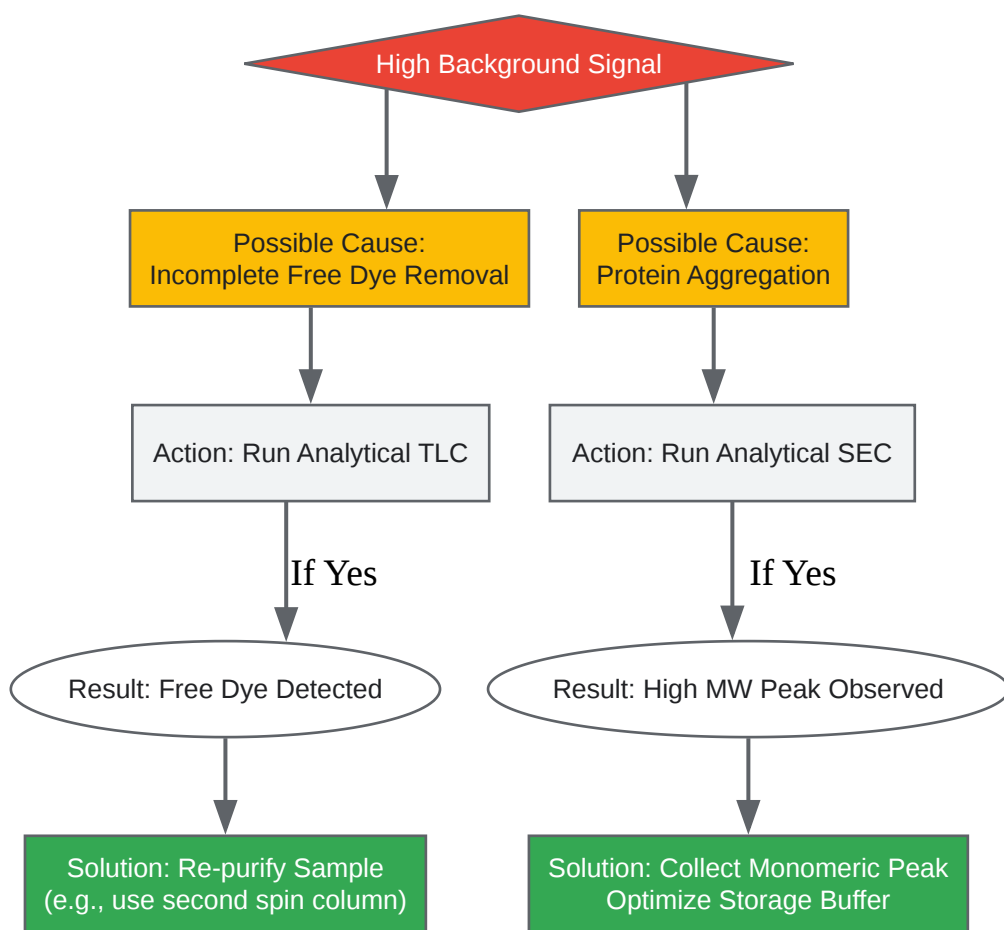 High Background Signal
Possible Cause:
Incomplete Free Dye Removal
Possible Cause:
Protein Aggregation
Action: Run Analytical TLC
Action: Run Analytical SEC
If Yes
If Yes
Result: Free Dye Detected
Result: High MW Peak Observed
Solution: Re-purify Sample
(e.g., use second spin column)
Solution: Collect Monomeric Peak
Optimize Storage Buffer